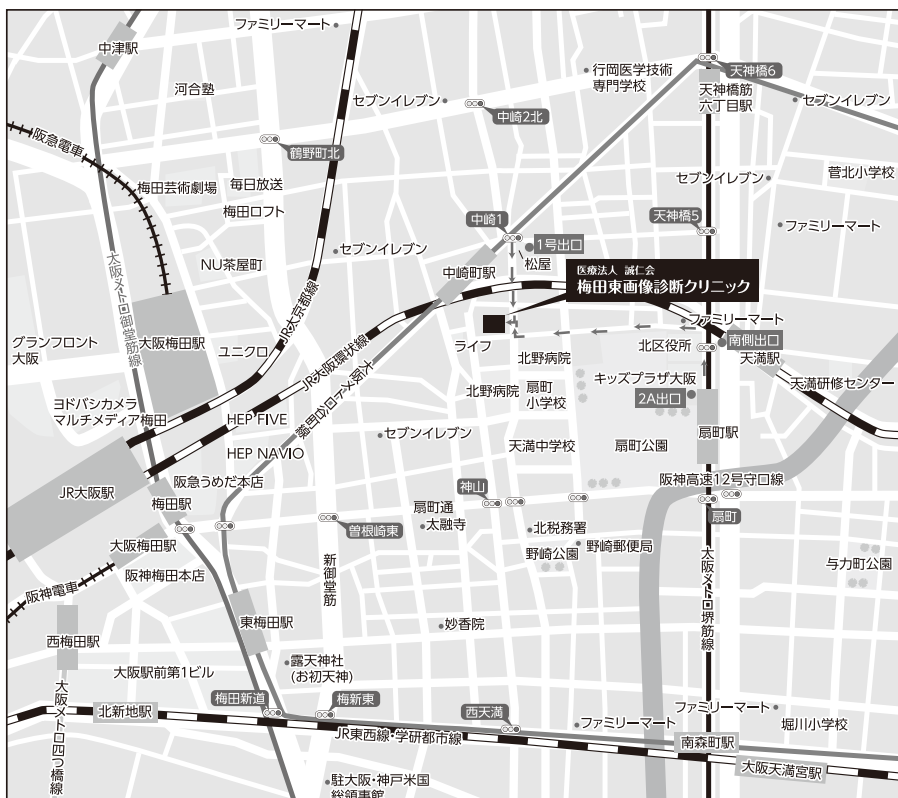 ファミリーマート
中津駅
河合塾
セブンイレブン
行岡医学技術
専門学校
天神橋6
天神橋筋
六丁目駅
セブンイレブン
中崎2北
阪急電車
鶴野町北
梅田芸術劇場
毎日放送
梅田ロフト
セブンイレブン
菅北小学校
中崎1
天神橋5
ファミリーマート
1号出口
松屋
セブンイレブン
NU茶屋町
中崎町駅
医療法人 誠仁会
梅田東画像診断クリニック
大阪メトロ御堂筋線
JR大京都線
JR大阪環状線
大阪メトロ谷町線
グランフロント
大阪
大阪梅田駅
ユニクロ
ライフ
ファミリーマート
北区役所
南側出口
天満駅
北野病院
北野病院
扇町
小学校
キッズプラザ大阪
2A出口
天満研修センター
ヨドバシカメラ
マルチメディア梅田
HEP FIVE
HEP NAVIO
セブンイレブン
天満中学校
扇町公園
扇町駅
JR大阪駅
阪急うめだ本店
梅田駅
神山
阪神高速12号守口線
扇町
曽根崎東
扇町通
太融寺
北税務署
野崎公園
野崎郵便局
大阪梅田駅
阪神梅田本店
阪神電車
新御堂筋
大阪メトロ堺筋線
与力町公園
西梅田駅
東梅田駅
妙香院
大阪駅前第1ビル
露天神社
(お初天神)
大阪メトロ四つ橋線
北新地駅
梅田新道
梅新東
西天満
ファミリーマート
ファミリーマート
堀川小学校
JR東西線・学研都市線
南森町駅
大阪天満宮駅
駐大阪・神戸米国
総領事館